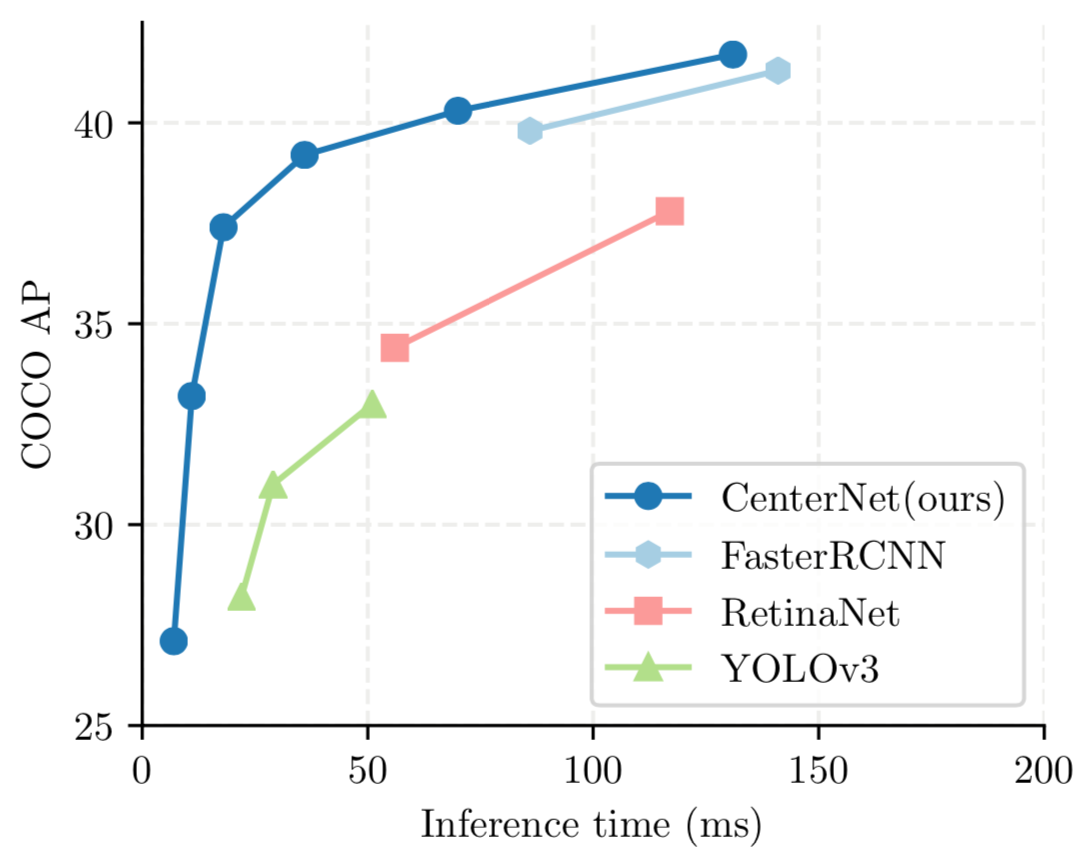 COCO AP
40
35
30
25
0 50 100 150 200
Inference time (ms)
CenterNet(ours)
FasterRCNN
RetinaNet
YOLOv3